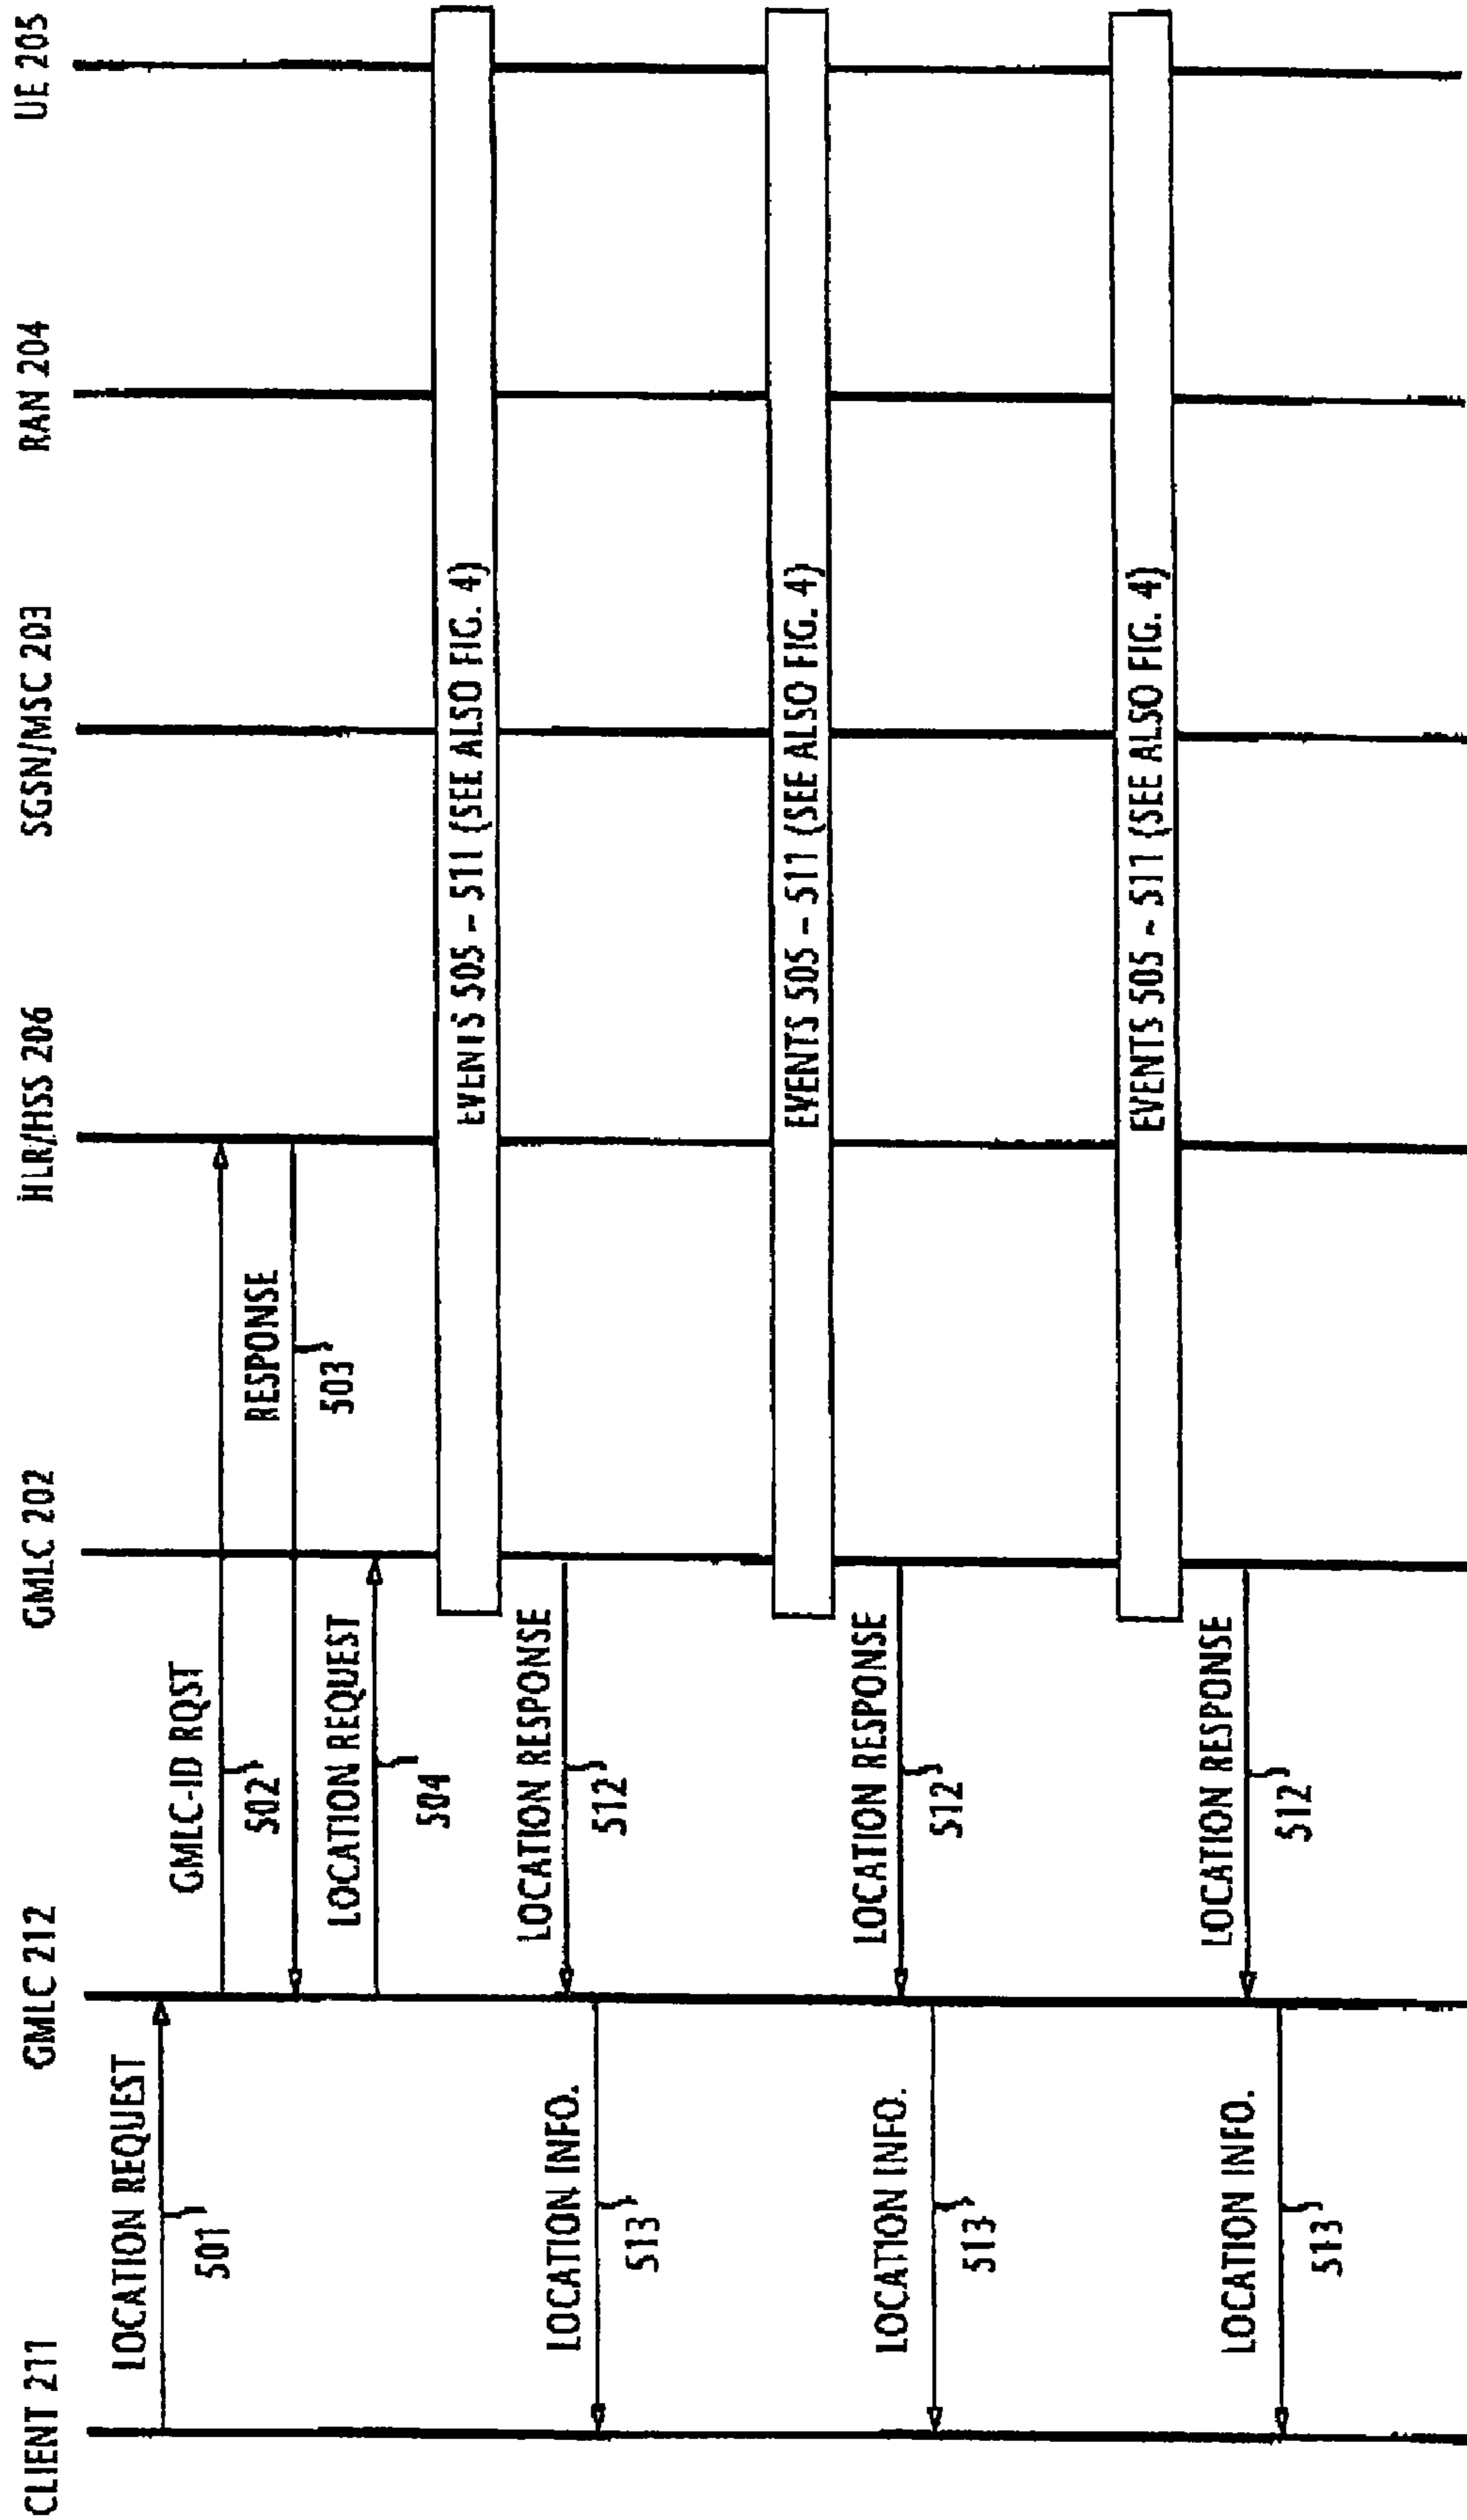 CLIENT 211
GMLC 212
GMLC 202
HLR/HSS 206
SGSN/MSC 203
RAN 204
UE 205
LOCATION REQUEST
501
GMLC-ID RQST
502
RESPONSE
503
LOCATION REQUEST
504
EVENTS 505 - 511 (SEE ALSO FIG. 4)
LOCATION RESPONSE
512
LOCATION INFO.
513
EVENTS 505 - 511 (SEE ALSO FIG. 4)
LOCATION RESPONSE
512
LOCATION INFO.
513
EVENTS 505 - 511 (SEE ALSO FIG. 4)
LOCATION RESPONSE
512
LOCATION INFO.
513